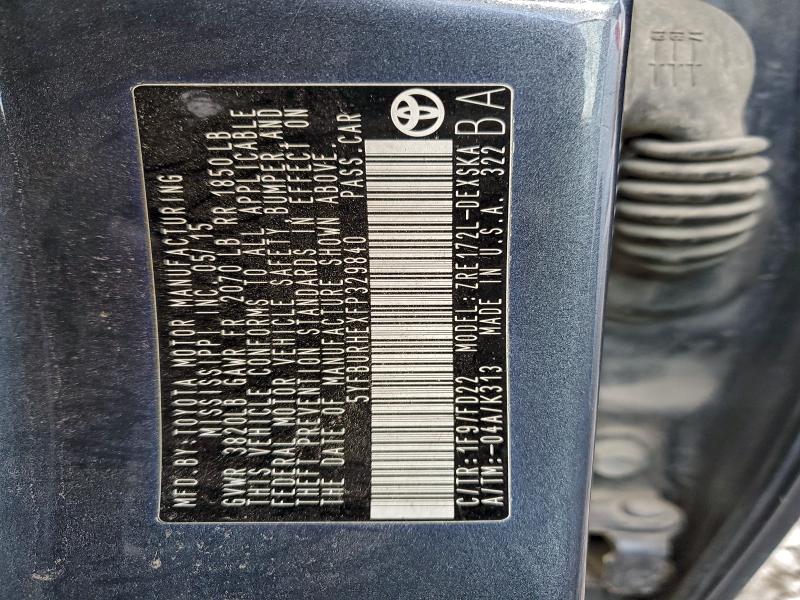 MFD.BY:TOYOTA MOTOR MANUFACTURING
MISSISSIPPI INC. 05/15
GVWR 3820LB GAWR FR 2070 LB RR 1850LB
THIS VEHICLE CONFORMS TO ALL APPLICABLE
FEDERAL MOTOR VEHICLE SAFETY, BUMPER AND
THEFT PREVENTION STANDARDS IN EFFECT ON
THE DATE OF MANUFACTURE SHOWN ABOVE.
5YFBURHEXFP329840 PASS.CAR
C/TR:1F9/FD22 MODEL:ZRE172L-DEXSKA
A/TM:-04A/K313 MADE IN U.S.A. 322
BA